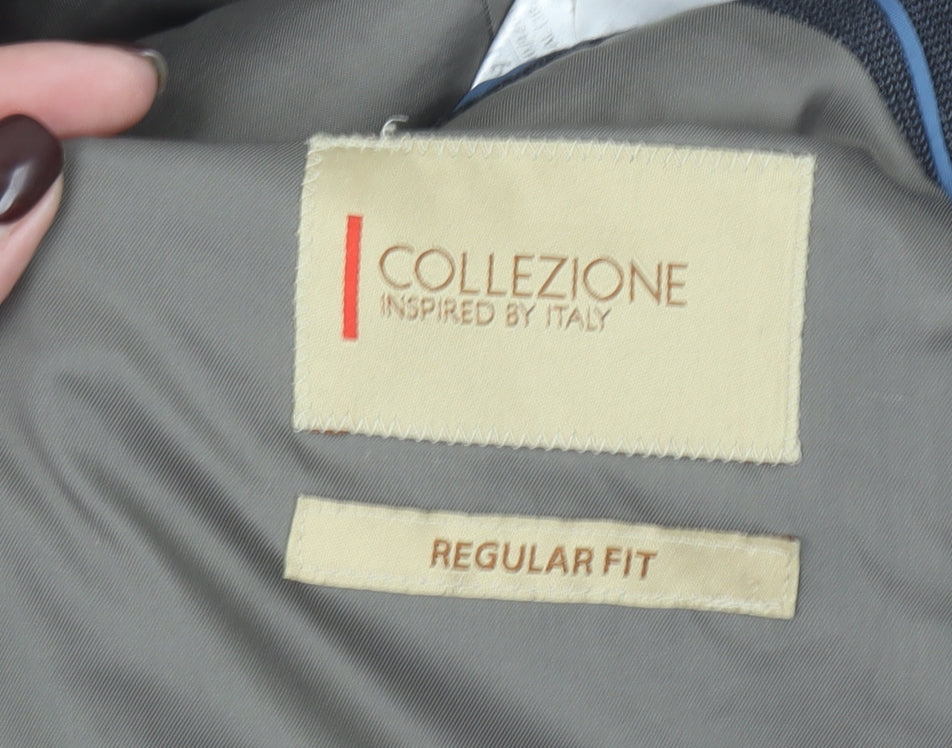 COLLEZIONE
INSPIRED BY ITALY
REGULAR FIT